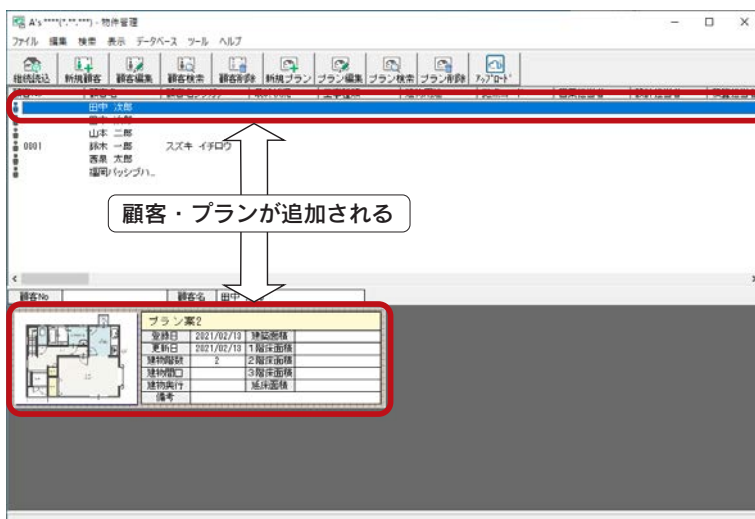 A's ****(*.**.***) - 物件管理
ファイル 編集 検索 表示 データベース ツール ヘルプ
継続読込 新規顧客 顧客編集 顧客検索 顧客削除 新規プラン プラン編集 プラン検索 プラン削除 アップロード
田中 次郎
山本 二郎
0001 鈴木 一郎 スズキ イチロウ
西泉 太郎
福岡パッシブハ..
顧客・プランが追加される
顧客No 顧客名 田中
プラン案2
登録日 2021/02/13 建築面積
更新日 2021/02/13 1階床面積
建物階数 2 2階床面積
建物間口 3階床面積
建物奥行 延床面積
備考